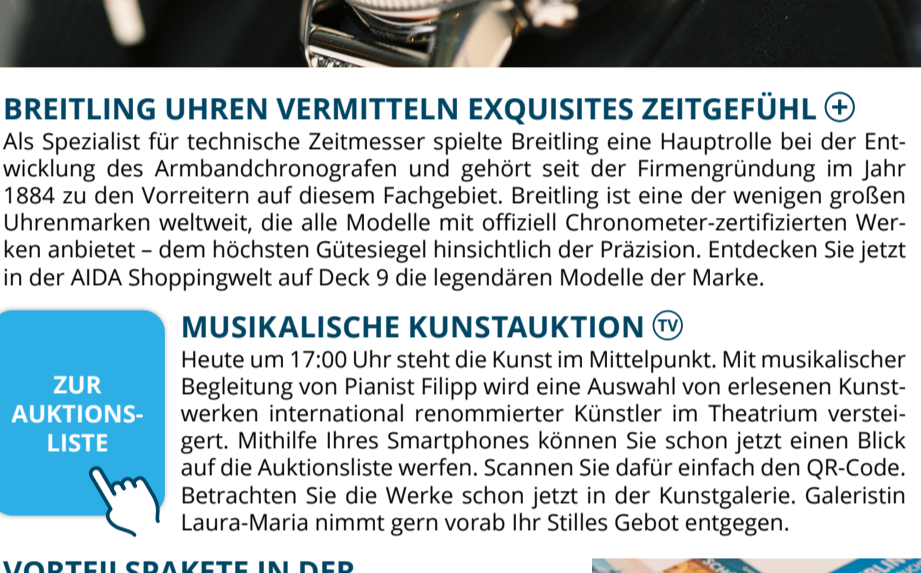 BREITLING UHREN VERMITTELN EXQUISITES ZEITGEFÜHL
Als Spezialist für technische Zeitmesser spielte Breitling eine Hauptrolle bei der Ent-
wicklung des Armbandchronografen und gehört seit der Firmengründung im Jahr
1884 zu den Vorreitern auf diesem Fachgebiet. Breitling ist eine der wenigen großen
Uhrenmarken weltweit, die alle Modelle mit offiziell Chronometer-zertifizierten Wer-
ken anbietet – dem höchsten Gütesiegel hinsichtlich der Präzision. Entdecken Sie jetzt
in der AIDA Shoppingwelt auf Deck 9 die legendären Modelle der Marke.
ZUR
AUKTIONS-
LISTE
MUSIKALISCHE KUNSTAUKTION TV
Heute um 17:00 Uhr steht die Kunst im Mittelpunkt. Mit musikalischer
Begleitung von Pianist Filipp wird eine Auswahl von erlesenen Kunst-
werken international renommierter Künstler im Theatrium verstei-
gert. Mithilfe Ihres Smartphones können Sie schon jetzt einen Blick
auf die Auktionsliste werfen. Scannen Sie dafür einfach den QR-Code.
Betrachten Sie die Werke schon jetzt in der Kunstgalerie. Galeristin
Laura-Maria nimmt gern vorab Ihr Stilles Gebot entgegen.
VORTEILSPAKETE IN DER